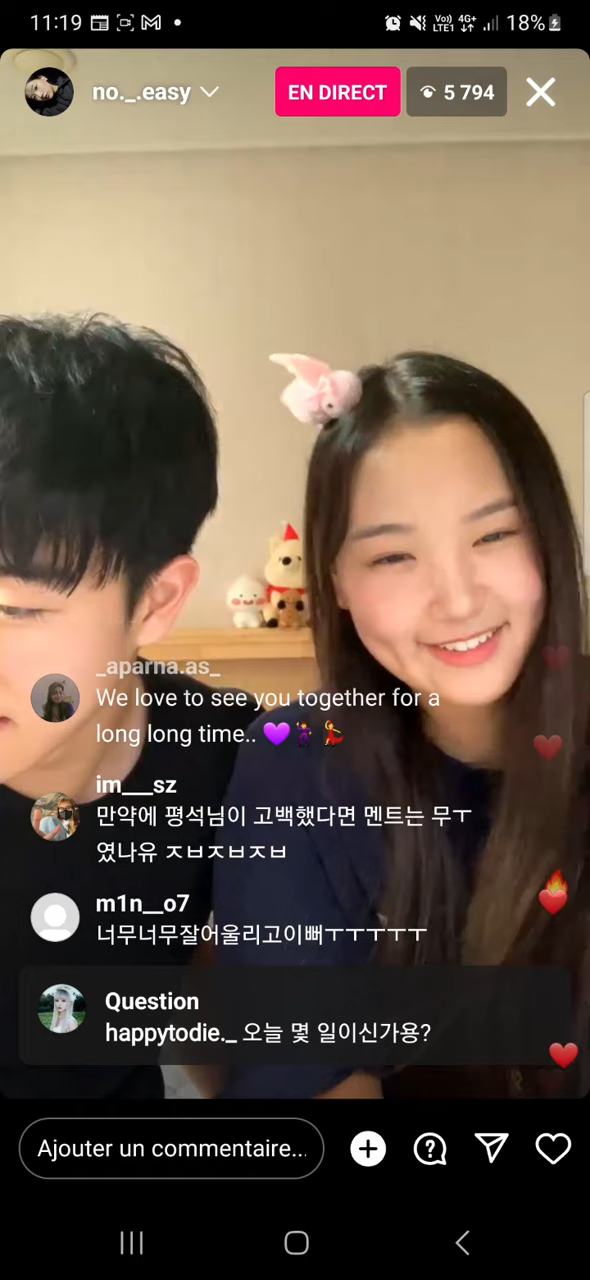 11:19
Vo)) 4G+
LTE1
18%
no._.easy
EN DIRECT
5 794
_aparna.as_
We love to see you together for a
long long time.. 💜🕺💃
im___sz
만약에 평석님이 고백했다면 멘트는 무ㅜ
였나유 ㅈㅂㅈㅂㅈㅂ
m1n__o7
너무너무잘어울리고이뻐ㅜㅜㅜㅜㅜ
Question
happytodie._ 오늘 몇 일이신가용?
Ajouter un commentaire...